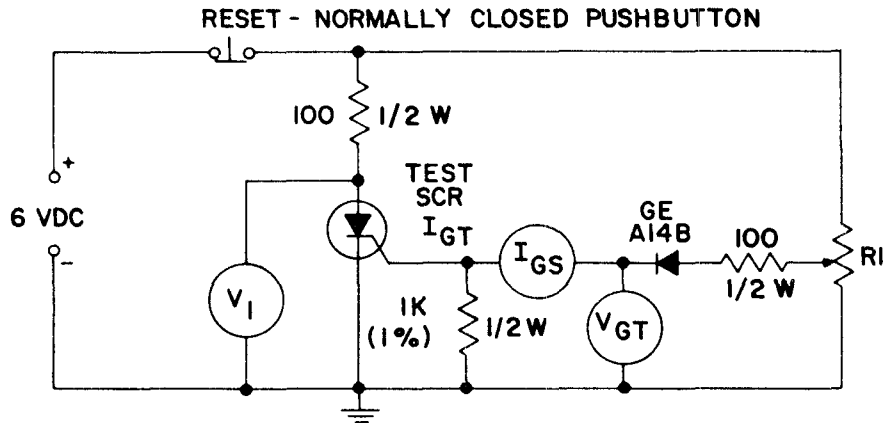 RESET - NORMALLY CLOSED PUSHBUTTON
100 1/2 W
+
6 VDC
-
TEST
SCR
IGT
GE
A14B
100
1/2 W
R1
IGS
V1
1K
(1%)
1/2W
VGT